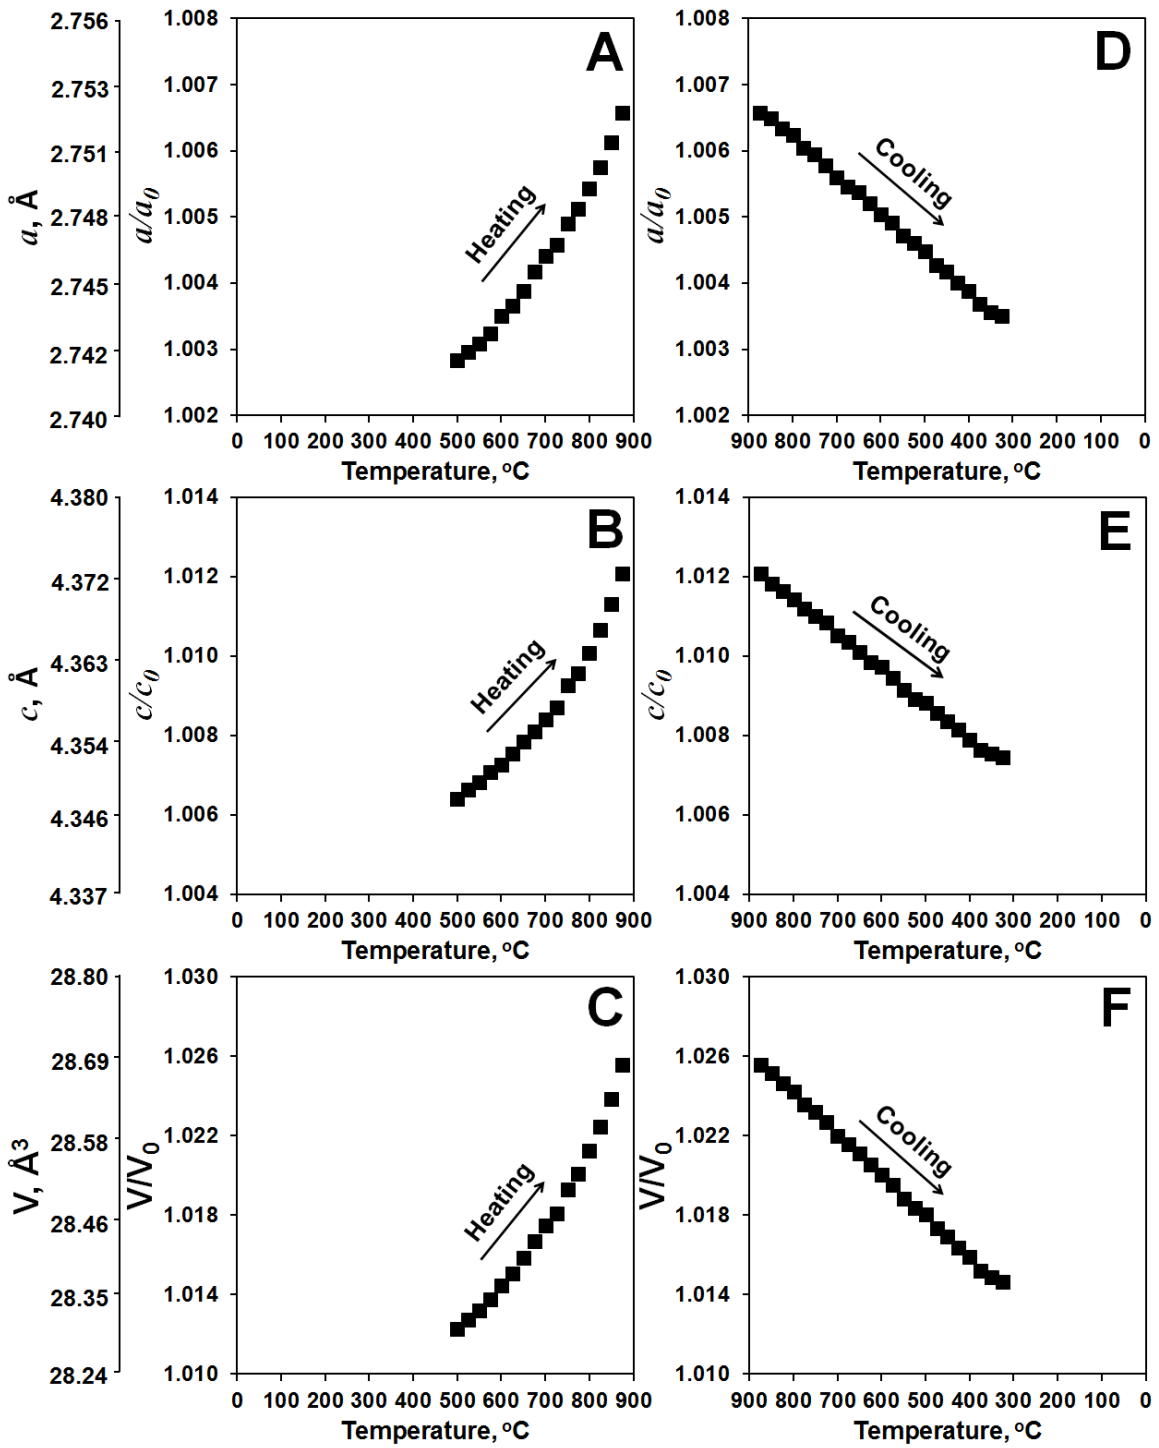 A
a, Å
2.756
2.753
2.751
2.748
2.745
2.742
2.740
a/a0
1.008
1.007
1.006
1.005
1.004
1.003
1.002
Heating
0 100 200 300 400 500 600 700 800 900
Temperature, oC
D
a/a0
1.008
1.007
1.006
1.005
1.004
1.003
1.002
Cooling
900 800 700 600 500 400 300 200 100 0
Temperature, oC
B
c, Å
4.380
4.372
4.363
4.354
4.346
4.337
c/c0
1.014
1.012
1.010
1.008
1.006
1.004
Heating
0 100 200 300 400 500 600 700 800 900
Temperature, oC
E
c/c0
1.014
1.012
1.010
1.008
1.006
1.004
Cooling
900 800 700 600 500 400 300 200 100 0
Temperature, oC
C
V, Å3
28.80
28.69
28.58
28.46
28.35
28.24
V/V0
1.030
1.026
1.022
1.018
1.014
1.010
Heating
0 100 200 300 400 500 600 700 800 900
Temperature, oC
F
V/V0
1.030
1.026
1.022
1.018
1.014
1.010
Cooling
900 800 700 600 500 400 300 200 100 0
Temperature, oC